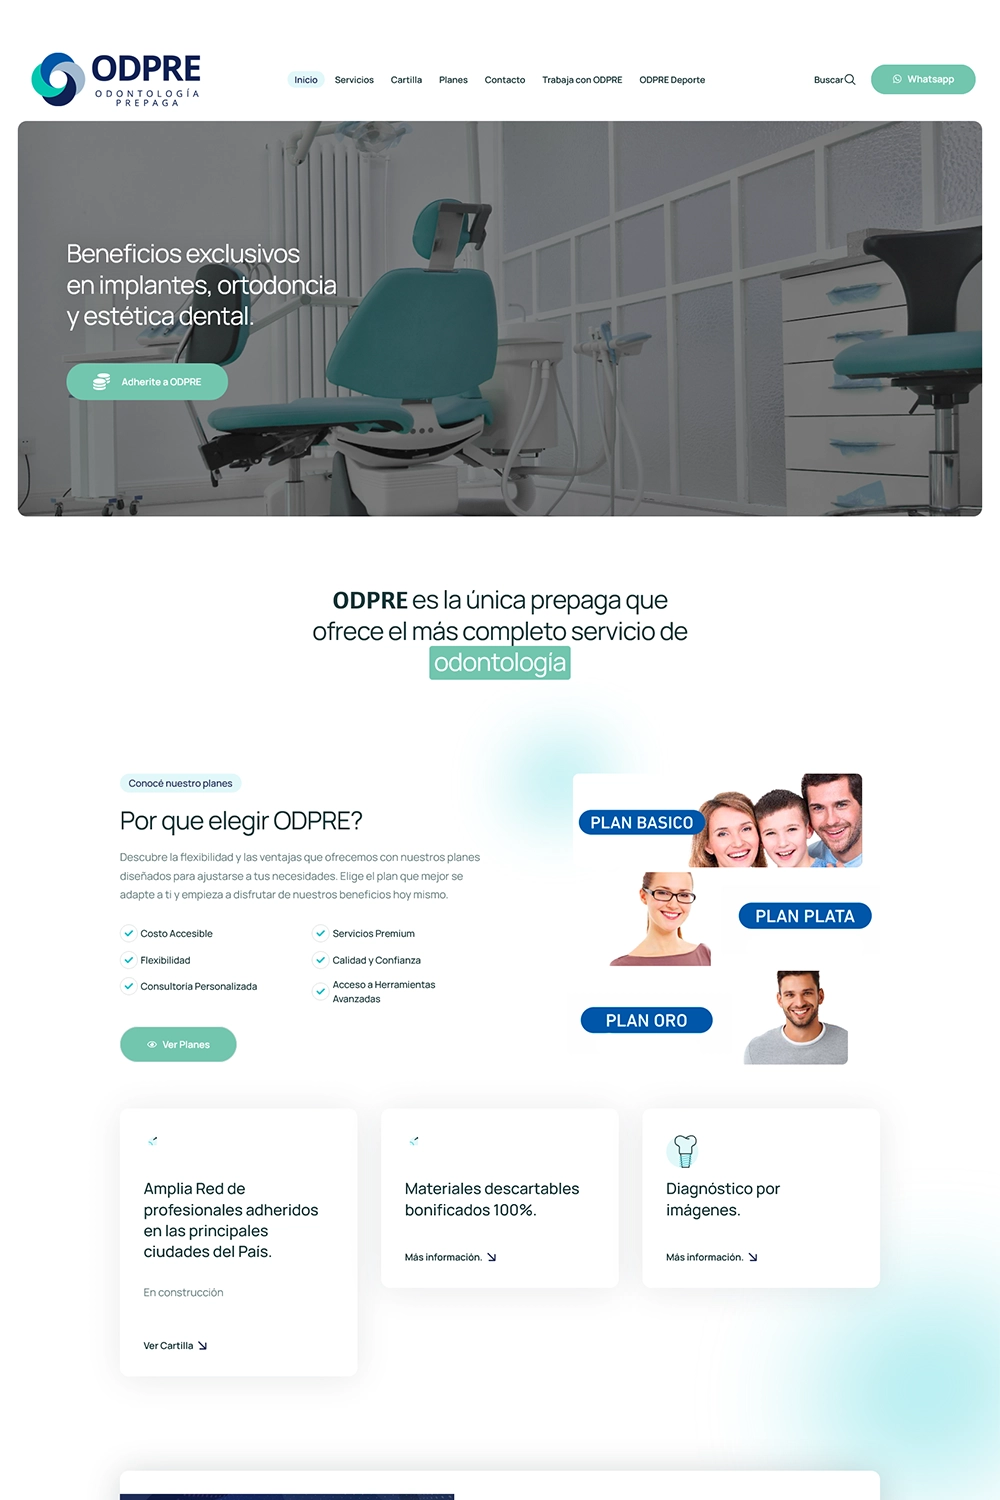 ODPRE
ODONTOLOGÍA
PREPAGA
Inicio
Servicios
Cartilla
Planes
Contacto
Trabaja con ODPRE
ODPRE Deporte
Buscar
Whatsapp
Beneficios exclusivos
en implantes, ortodoncia
y estética dental.
Adherite a ODPRE
ODPRE es la única prepaga que
ofrece el más completo servicio de
odontología
Conocé nuestro planes
Por que elegir ODPRE?
Descubre la flexibilidad y las ventajas que ofrecemos con nuestros planes
diseñados para ajustarse a tus necesidades. Elige el plan que mejor se
adapte a ti y empieza a disfrutar de nuestros beneficios hoy mismo.
Costo Accesible
Servicios Premium
Flexibilidad
Calidad y Confianza
Consultoria Personalizada
Acceso a Herramientas
Avanzadas
Ver Planes
PLAN BASICO
PLAN PLATA
PLAN ORO
Amplia Red de
profesionales adheridos
en las principales
ciudades del País.
En construcción
Ver Cartilla
Materiales descartables
bonificados 100%.
Más información.
Diagnóstico por
imágenes.
Más información.